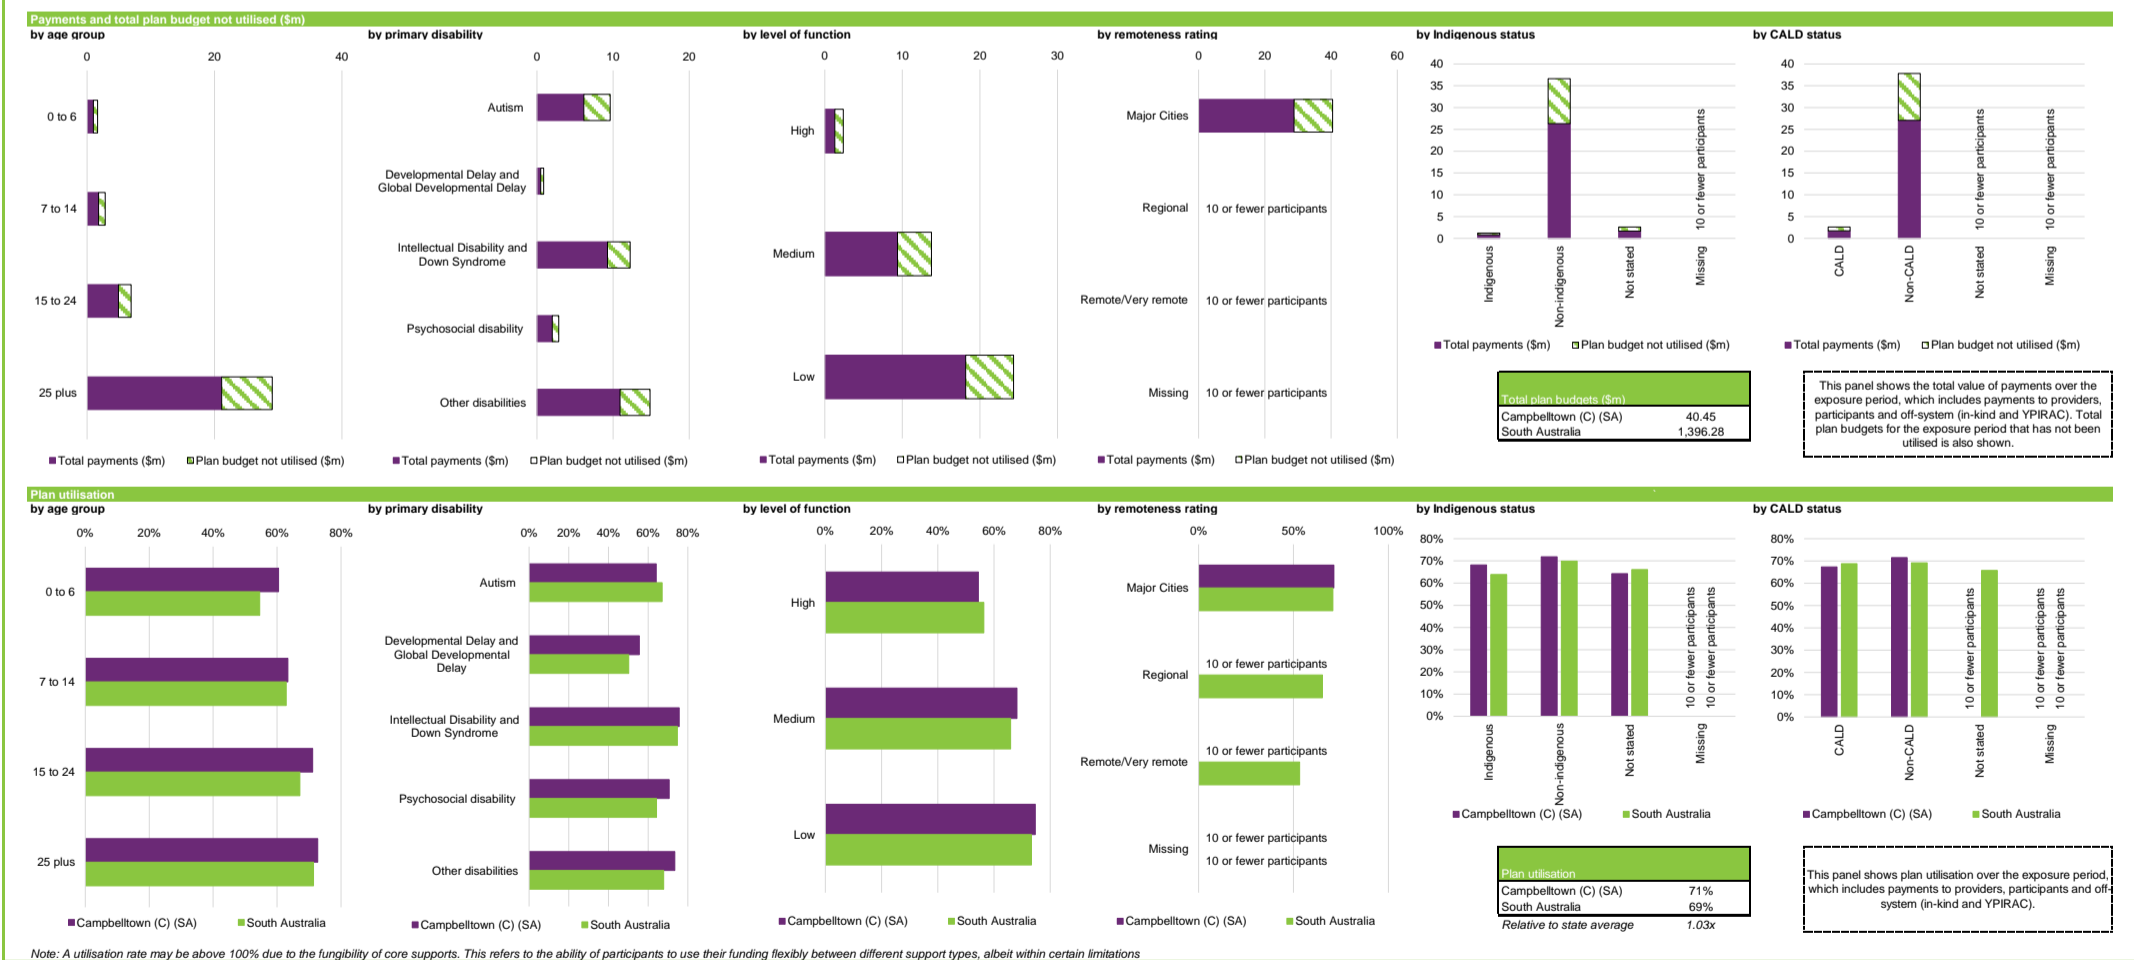 Payments and total plan budget not utilised ($m)
by age group
0 20 40
0 to 6
7 to 14
15 to 24
25 plus
Total payments ($m) Plan budget not utilised ($m)
by primary disability
0 10 20
Autism
Developmental Delay and
Global Developmental Delay
Intellectual Disability and
Down Syndrome
Psychosocial disability
Other disabilities
Total payments ($m) Plan budget not utilised ($m)
by level of function
0 10 20 30
High
Medium
Low
Total payments ($m) Plan budget not utilised ($m)
by remoteness rating
0 20 40 60
Major Cities
Regional 10 or fewer participants
Remote/Very remote 10 or fewer participants
Missing 10 or fewer participants
Total payments ($m) Plan budget not utilised ($m)
by Indigenous status
40
35
30
25
20
15
10
5
0
10 or fewer participants
Indigenous
Non-indigenous
Not stated
Missing
Total payments ($m) Plan budget not utilised ($m)
by CALD status
40
35
30
25
20
15
10
5
0
10 or fewer participants
10 or fewer participants
CALD
Non-CALD
Not stated
Missing
Total payments ($m) Plan budget not utilised ($m)
Total plan budgets ($m)
Campbelltown (C) (SA) 40.45
South Australia 1,396.28
This panel shows the total value of payments over the
exposure period, which includes payments to providers,
participants and off-system (in-kind and YPIRAC). Total
plan budgets for the exposure period that has not been
utilised is also shown.
Plan utilisation
by age group
0% 20% 40% 60% 80%
0 to 6
7 to 14
15 to 24
25 plus
Campbelltown (C) (SA) South Australia
by primary disability
0% 20% 40% 60% 80%
Autism
Developmental Delay and
Global Developmental
Delay
Intellectual Disability and
Down Syndrome
Psychosocial disability
Other disabilities
Campbelltown (C) (SA) South Australia
by level of function
0% 20% 40% 60% 80%
High
Medium
Low
Campbelltown (C) (SA) South Australia
by remoteness rating
0% 50% 100%
Major Cities
10 or fewer participants
Regional
10 or fewer participants
Remote/Very remote
10 or fewer participants
Missing
10 or fewer participants
Campbelltown (C) (SA) South Australia
by Indigenous status
80%
70%
60%
50%
40%
30%
20%
10%
0%
10 or fewer participants
10 or fewer participants
Indigenous
Non-indigenous
Not stated
Missing
Campbelltown (C) (SA) South Australia
by CALD status
80%
70%
60%
50%
40%
30%
20%
10%
0%
10 or fewer participants
10 or fewer participants
10 or fewer participants
CALD
Non-CALD
Not stated
Missing
Campbelltown (C) (SA) South Australia
Plan utilisation
Campbelltown (C) (SA) 71%
South Australia 69%
Relative to state average 1.03x
This panel shows plan utilisation over the exposure period,
which includes payments to providers, participants and off-
system (in-kind and YPIRAC).
Note: A utilisation rate may be above 100% due to the fungibility of core supports. This refers to the ability of participants to use their funding flexibly between different support types, albeit within certain limitations